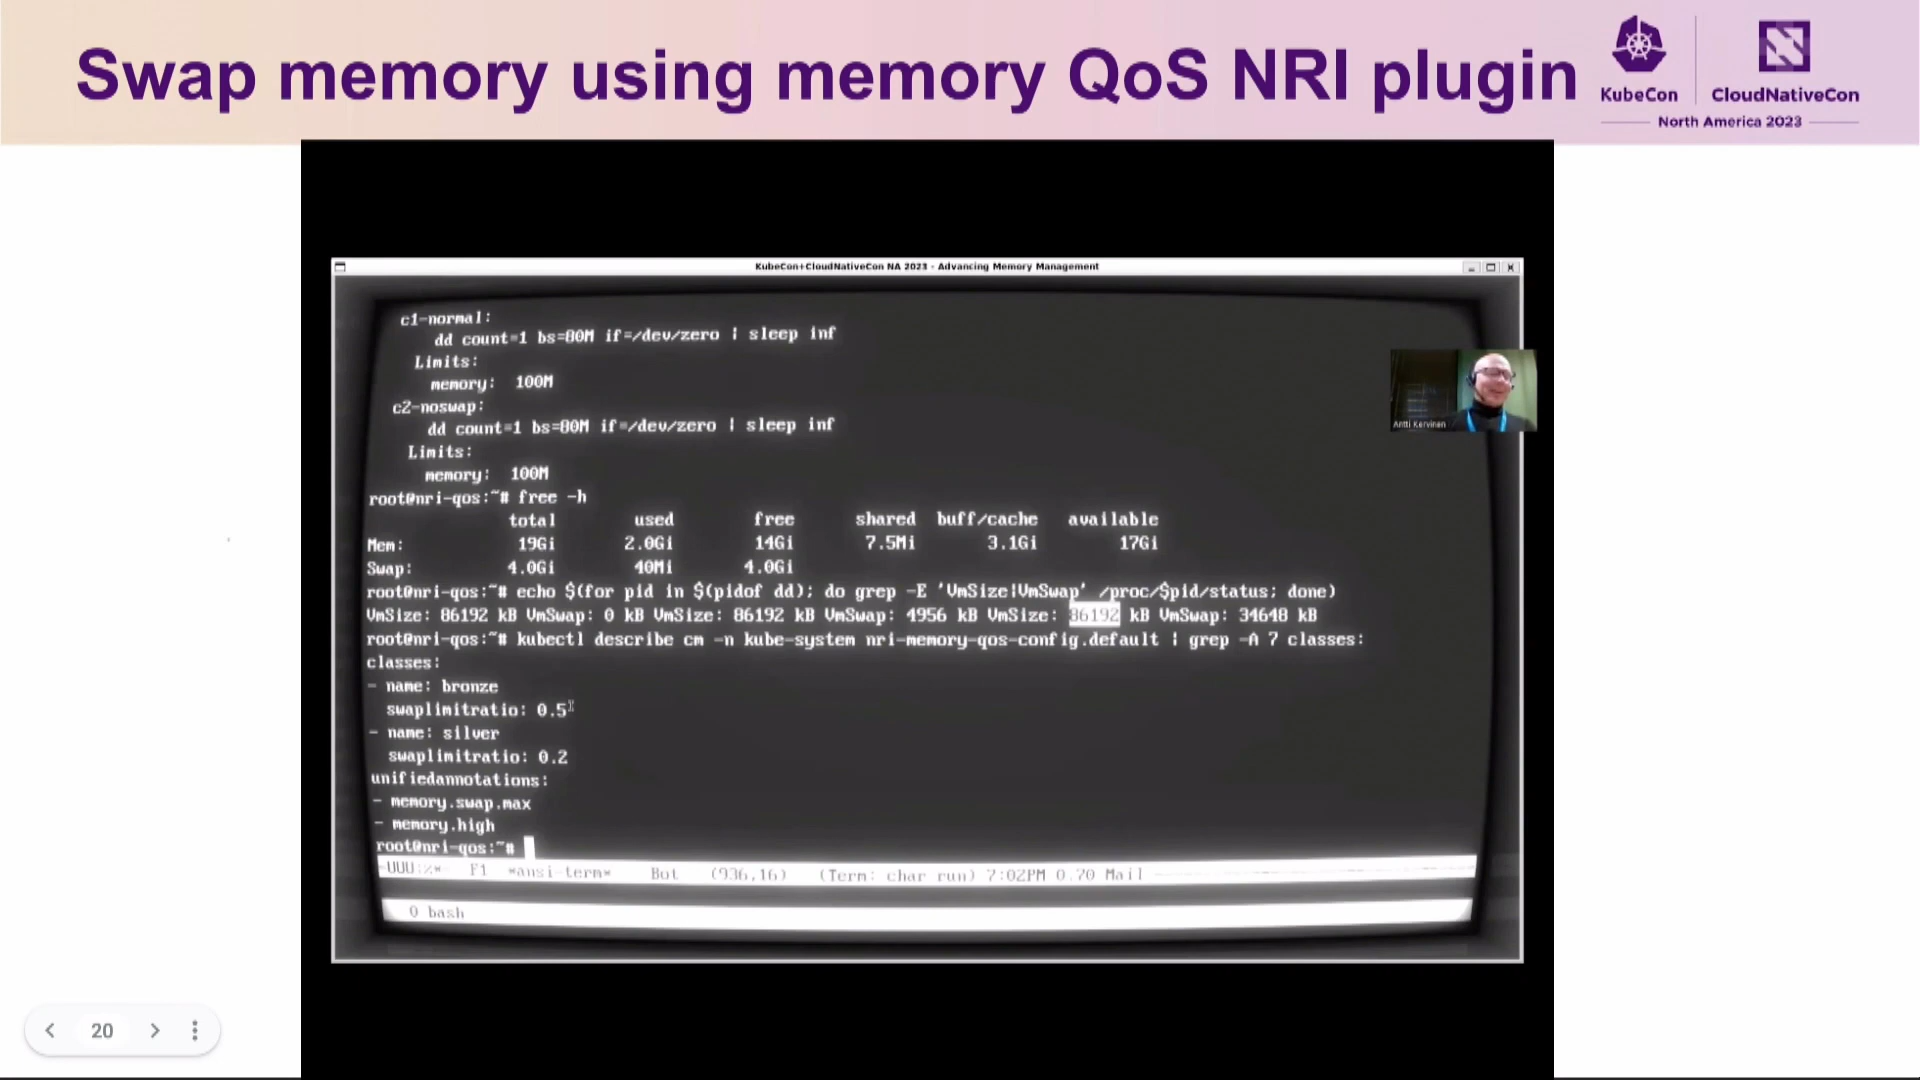 Swap memory using memory QoS NRI plugin
KubeCon
CloudNativeCon
North America 2023
KubeCon+CloudNativeCon NA 2023 - Advancing Memory Management
c1-normal:
dd count=1 bs=80M if=/dev/zero | sleep inf
Limits:
memory: 100M
c2-noswap:
dd count=1 bs=80M if=/dev/zero | sleep inf
Limits:
memory: 100M
root@nri-qos:~# free -h
total used free shared buff/cache available
Mem: 19Gi 2.0Gi 14Gi 7.5Mi 3.1Gi 17Gi
Swap: 4.0Gi 40Mi 4.0Gi
root@nri-qos:~# echo $(for pid in $(pidof dd); do grep -E 'VmSize|VmSwap' /proc/$pid/status; done)
VmSize: 86192 kB VmSwap: 0 kB VmSize: 86192 kB VmSwap: 4956 kB VmSize: 86192 kB VmSwap: 34648 kB
root@nri-qos:~# kubectl describe cm -n kube-system nri-memory-qos-config.default | grep -A 7 classes:
classes:
- name: bronze
swaplimitratio: 0.5
- name: silver
swaplimitratio: 0.2
unifiedannotations:
- memory.swap.max
- memory.high
root@nri-qos:~#
-UUU:%*- F1 *ansi-term* Bot (936,16) (Term: char run) 7:02PM 0.70 Mail
0 bash
Antti Kervinen
20